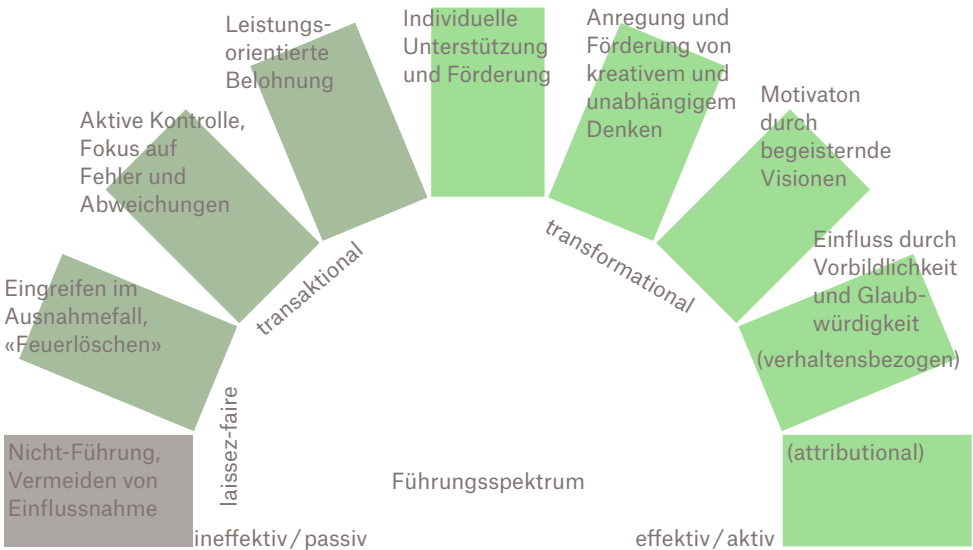 Nicht-Führung,
Vermeiden von
Einflussnahme
Eingreifen im
Ausnahmefall,
«Feuerlöschen»
Aktive Kontrolle,
Fokus auf
Fehler und
Abweichungen
Leistungs-
orientierte
Belohnung
Individuelle
Unterstützung
und Förderung
Anregung und
Förderung von
kreativem und
unabhängigem
Denken
Motivaton
durch
begeisternde
Visionen
Einfluss durch
Vorbildlichkeit
und Glaub-
würdigkeit
(verhaltensbezogen)
(attributional)
laissez-faire
transaktional
transformational
Führungsspektrum
ineffektiv/passiv
effektiv/aktiv